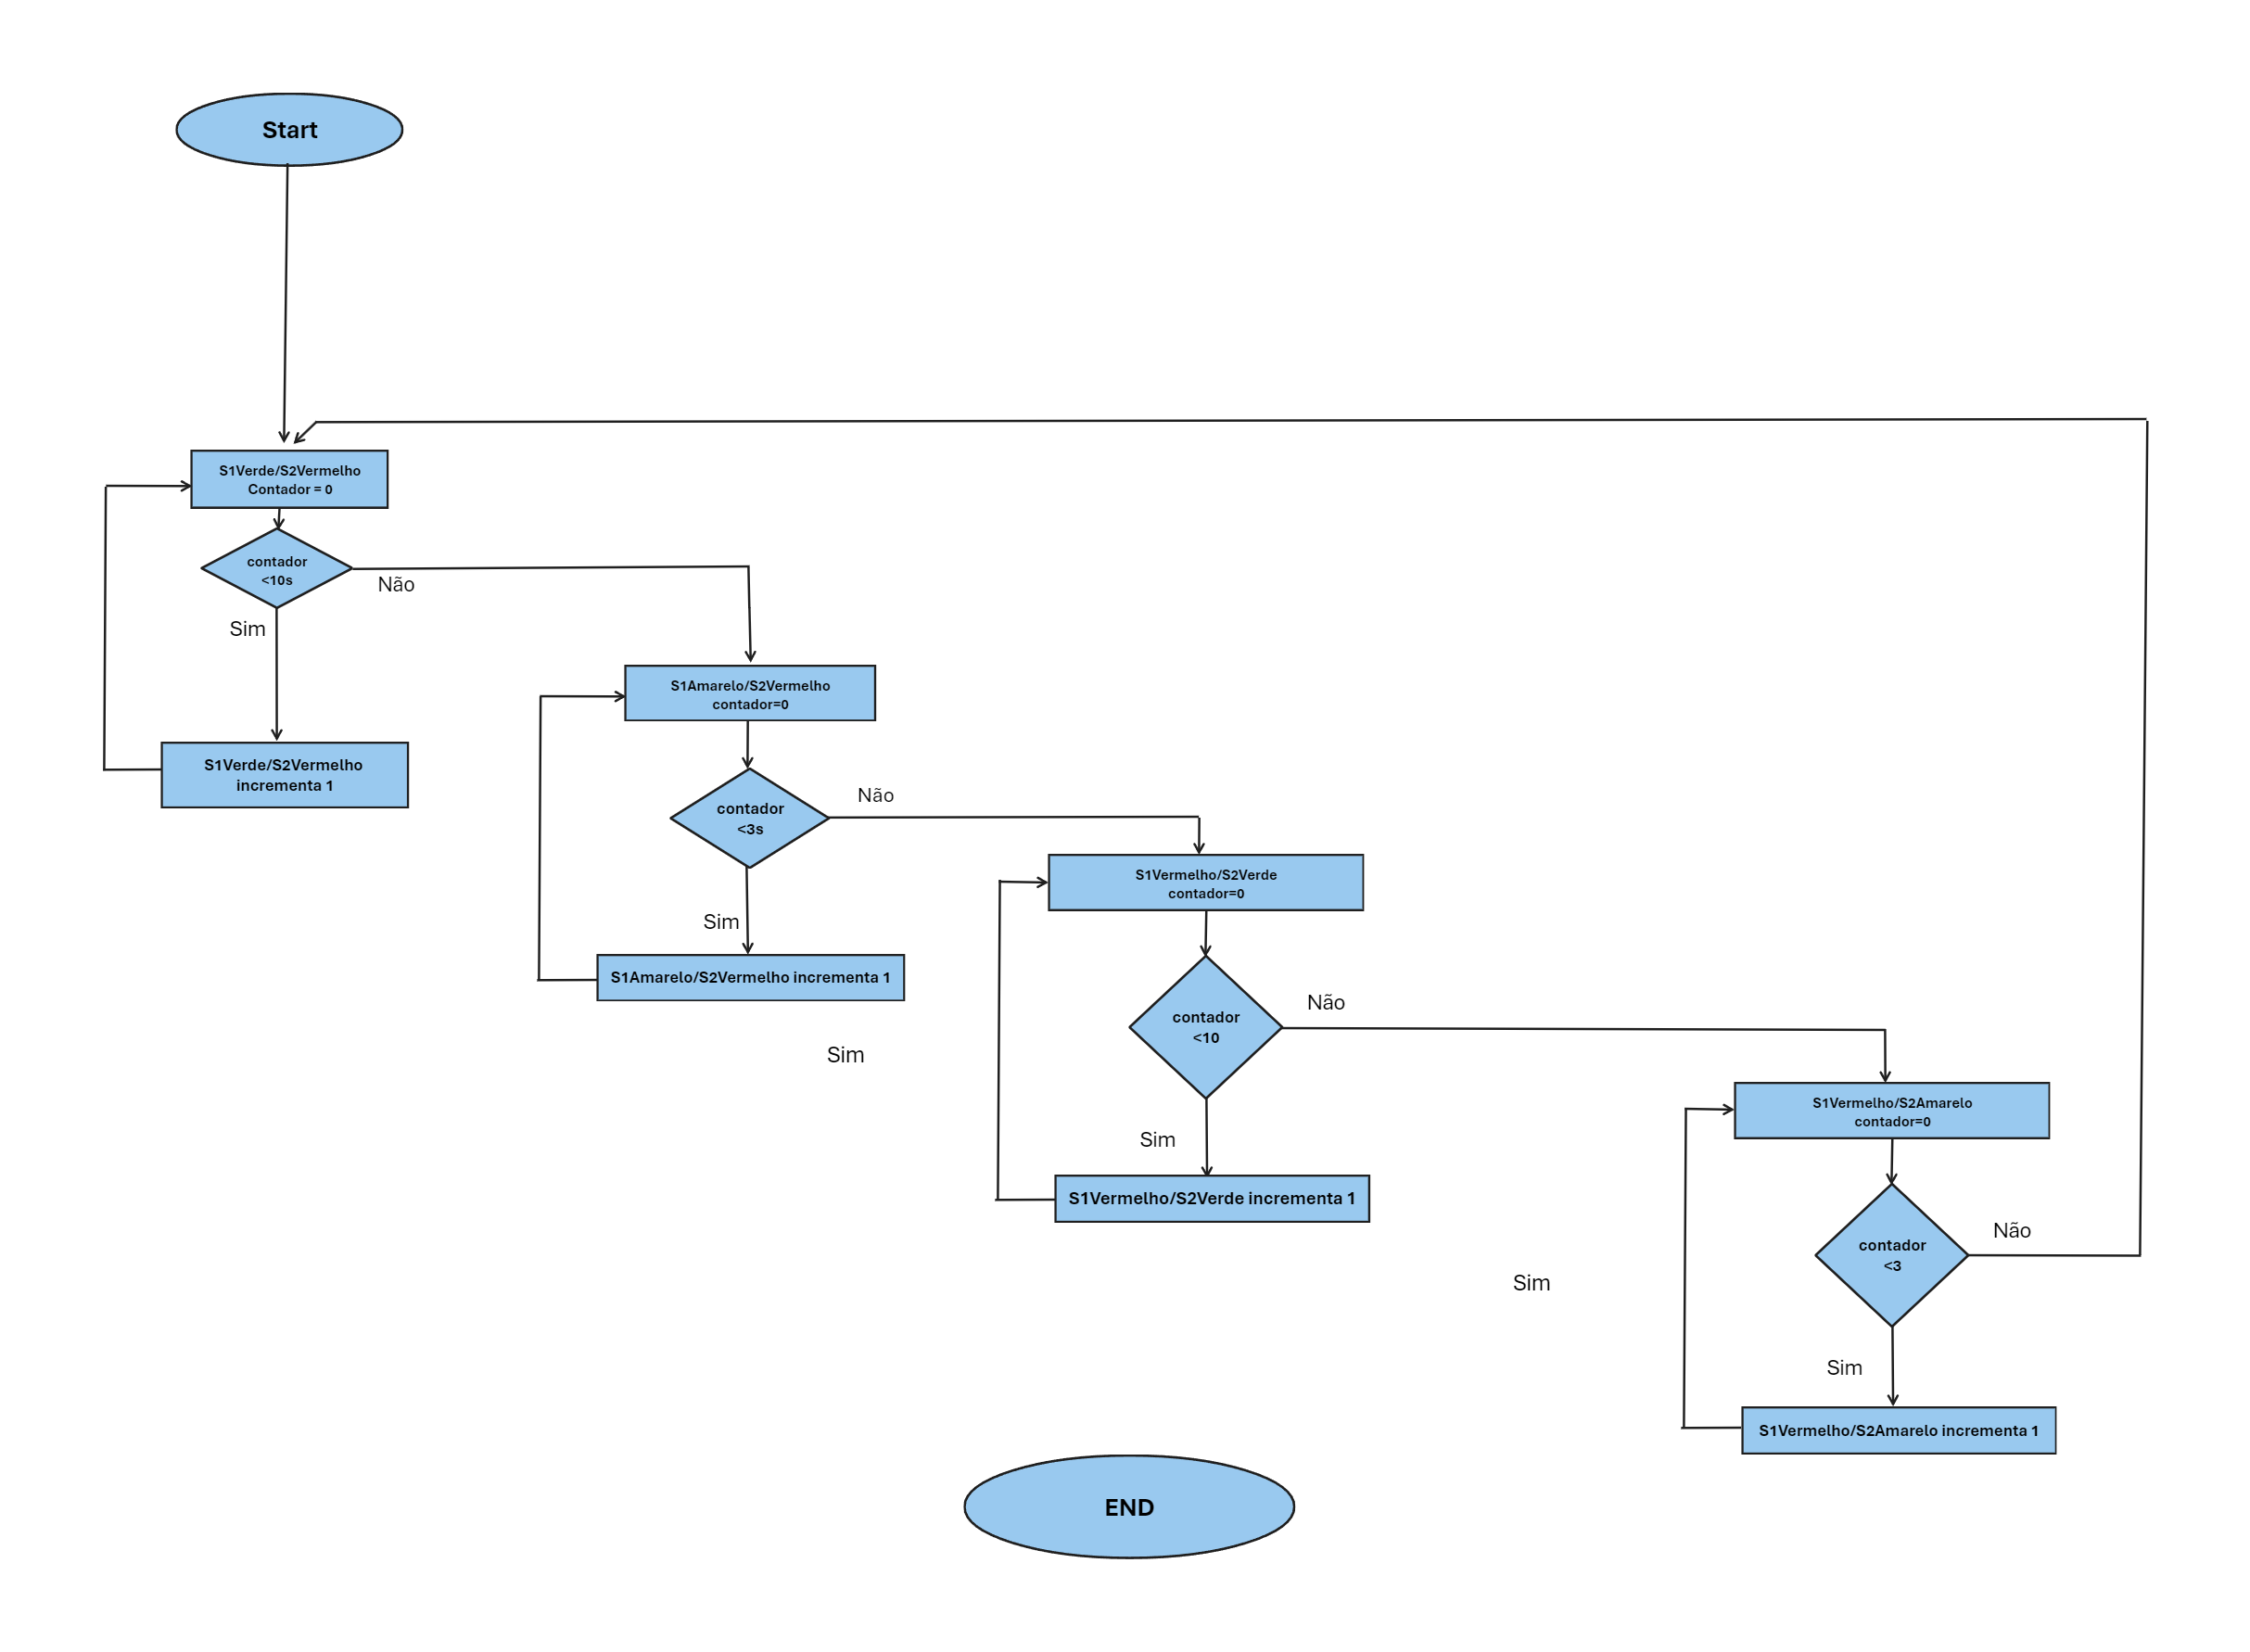 Start
S1Verde/S2Vermelho
Contador = 0
contador
<10s
Não
Sim
S1Verde/S2Vermelho
incrementa 1
S1Amarelo/S2Vermelho
contador=0
contador
<3s
Não
Sim
S1Amarelo/S2Vermelho incrementa 1
S1Vermelho/S2Verde
contador=0
contador
<10
Não
Sim
Sim
S1Vermelho/S2Verde incrementa 1
S1Vermelho/S2Amarelo
contador=0
contador
<3
Não
Sim
Sim
S1Vermelho/S2Amarelo incrementa 1
END